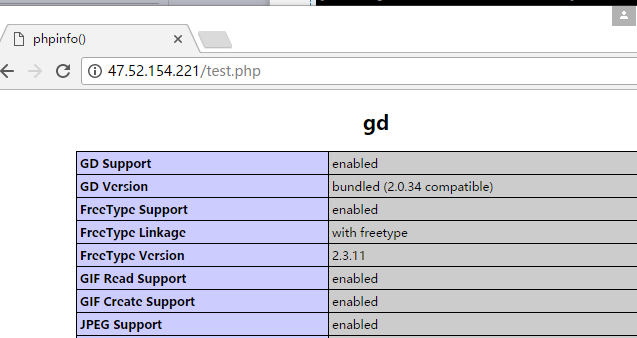 phpinfo()
47.52.154.221/test.php
gd
GD Support enabled
GD Version bundled (2.0.34 compatible)
FreeType Support enabled
FreeType Linkage with freetype
FreeType Version 2.3.11
GIF Read Support enabled
GIF Create Support enabled
JPEG Support enabled